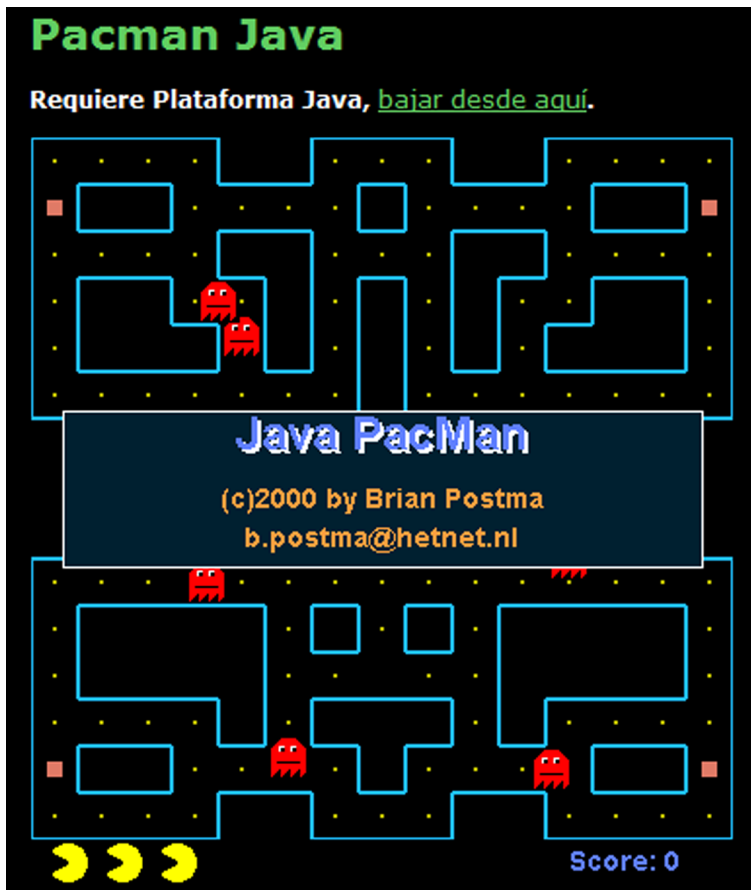 Pacman Java
Requiere Plataforma Java, bajar desde aquí.
Java PacMan
(c)2000 by Brian Postma
b.postma@hetnet.nl
Score: 0